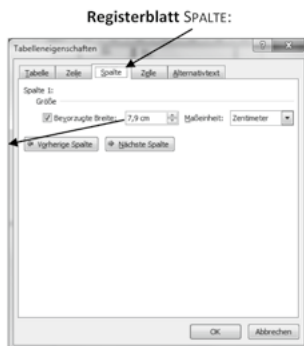 Registerblatt SPALTE:
Tabelleneigenschaften
Tabelle Zeile Spalte Zelle Alternativtext
Spalte 1:
Größe
Bevorzugte Breite: 7,9 cm Maßeinheit: Zentimeter
Vorherige Spalte Nächste Spalte
OK Abbrechen